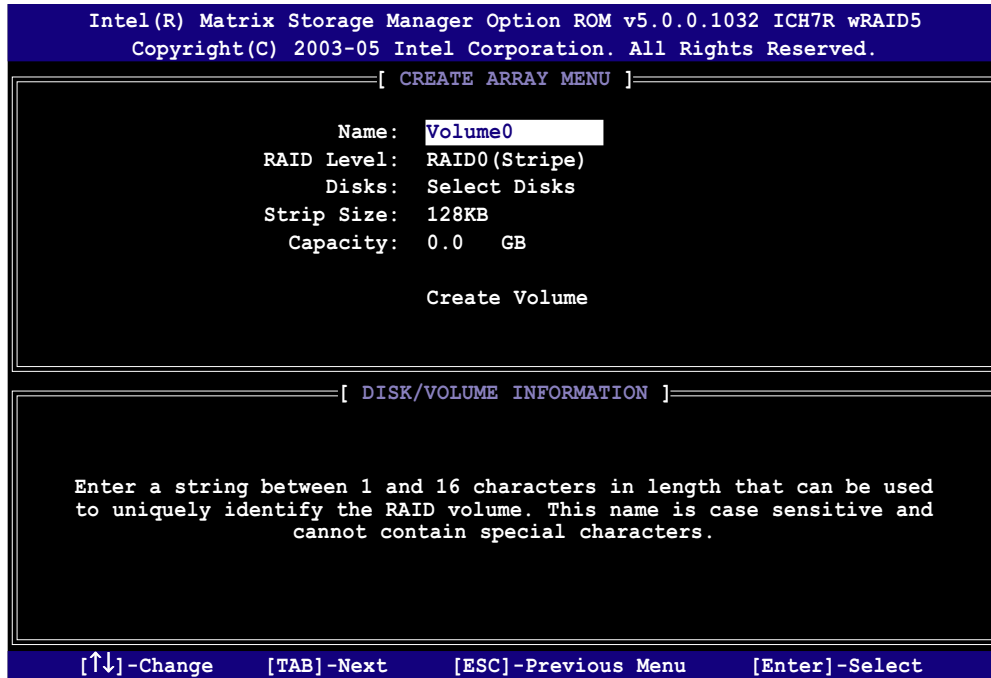 Intel(R) Matrix Storage Manager Option ROM v5.0.0.1032 ICH7R wRAID5
Copyright(C) 2003-05 Intel Corporation. All Rights Reserved.
[ CREATE ARRAY MENU ]
Name: Volume0
RAID Level: RAID0(Stripe)
Disks: Select Disks
Strip Size: 128KB
Capacity: 0.0 GB
Create Volume
[ DISK/VOLUME INFORMATION ]
Enter a string between 1 and 16 characters in length that can be used
to uniquely identify the RAID volume. This name is case sensitive and
cannot contain special characters.
[↑↓]-Change [TAB]-Next [ESC]-Previous Menu [Enter]-Select